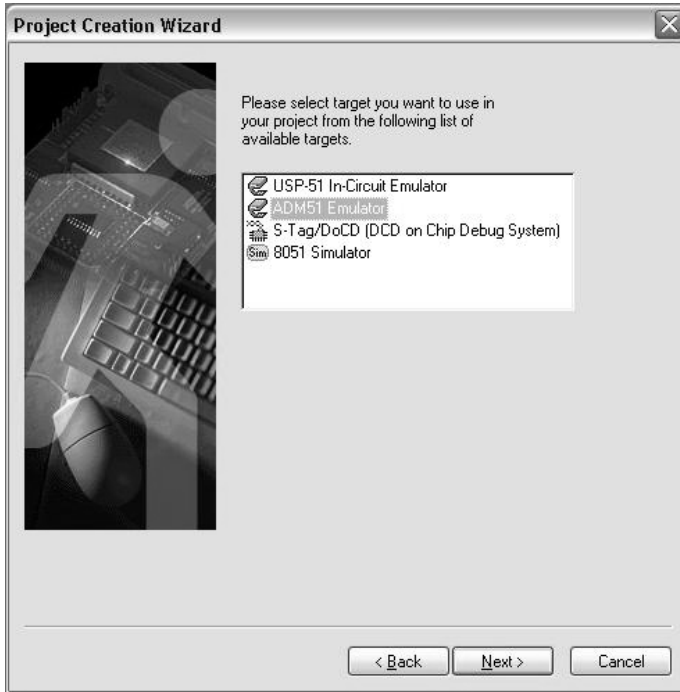 Project Creation Wizard
Please select target you want to use in
your project from the following list of
available targets.
USP-51 In-Circuit Emulator
ADM51 Emulator
S-Tag/DoCD (DCD on Chip Debug System)
Sim 8051 Simulator
< Back Next > Cancel